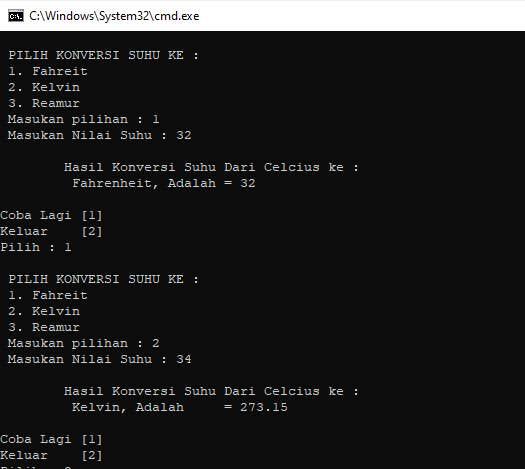 C:\Windows\System32\cmd.exe
PILIH KONVERSI SUHU KE :
1. Fahreit
2. Kelvin
3. Reamur
Masukan pilihan : 1
Masukan Nilai Suhu : 32
Hasil Konversi Suhu Dari Celcius ke :
Fahrenheit, Adalah = 32
Coba Lagi [1]
Keluar    [2]
Pilih : 1
PILIH KONVERSI SUHU KE :
1. Fahreit
2. Kelvin
3. Reamur
Masukan pilihan : 2
Masukan Nilai Suhu : 34
Hasil Konversi Suhu Dari Celcius ke :
Kelvin, Adalah     = 273.15
Coba Lagi [1]
Keluar    [2]